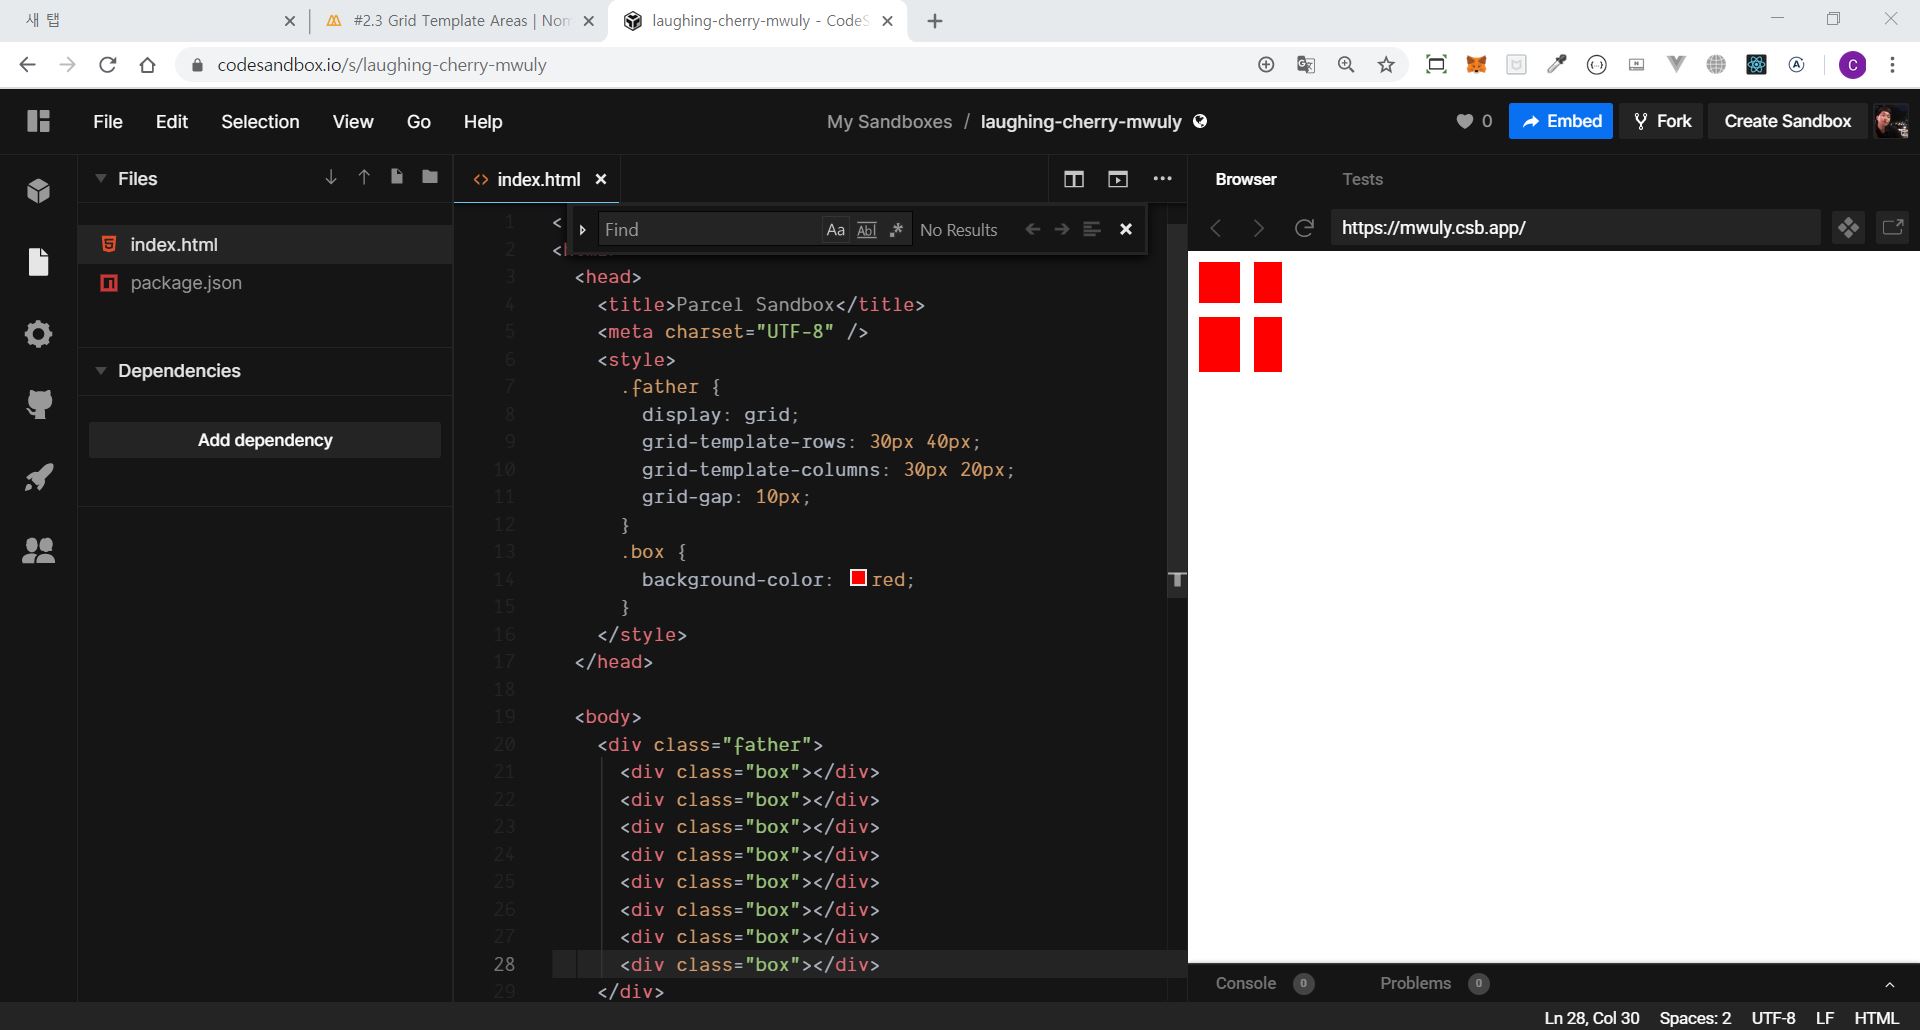 새 탭
#2.3 Grid Template Areas | Nom
laughing-cherry-mwuly - CodeS
codesandbox.io/s/laughing-cherry-mwuly
C
File Edit Selection View Go Help
My Sandboxes / laughing-cherry-mwuly
0 Embed Fork Create Sandbox
Files
index.html
package.json
Dependencies
Add dependency
index.html
Find Aa Abl .* No Results
1 <
2 <
3 <head>
4 <title>Parcel Sandbox</title>
5 <meta charset="UTF-8" />
6 <style>
7 .father {
8 display: grid;
9 grid-template-rows: 30px 40px;
10 grid-template-columns: 30px 20px;
11 grid-gap: 10px;
12 }
13 .box {
14 background-color: red;
15 }
16 </style>
17 </head>
18
19 <body>
20 <div class="father">
21 <div class="box"></div>
22 <div class="box"></div>
23 <div class="box"></div>
24 <div class="box"></div>
25 <div class="box"></div>
26 <div class="box"></div>
27 <div class="box"></div>
28 <div class="box"></div>
29 </div>
Browser Tests
https://mwuly.csb.app/
Console 0 Problems 0
Ln 28, Col 30 Spaces: 2 UTF-8 LF HTML